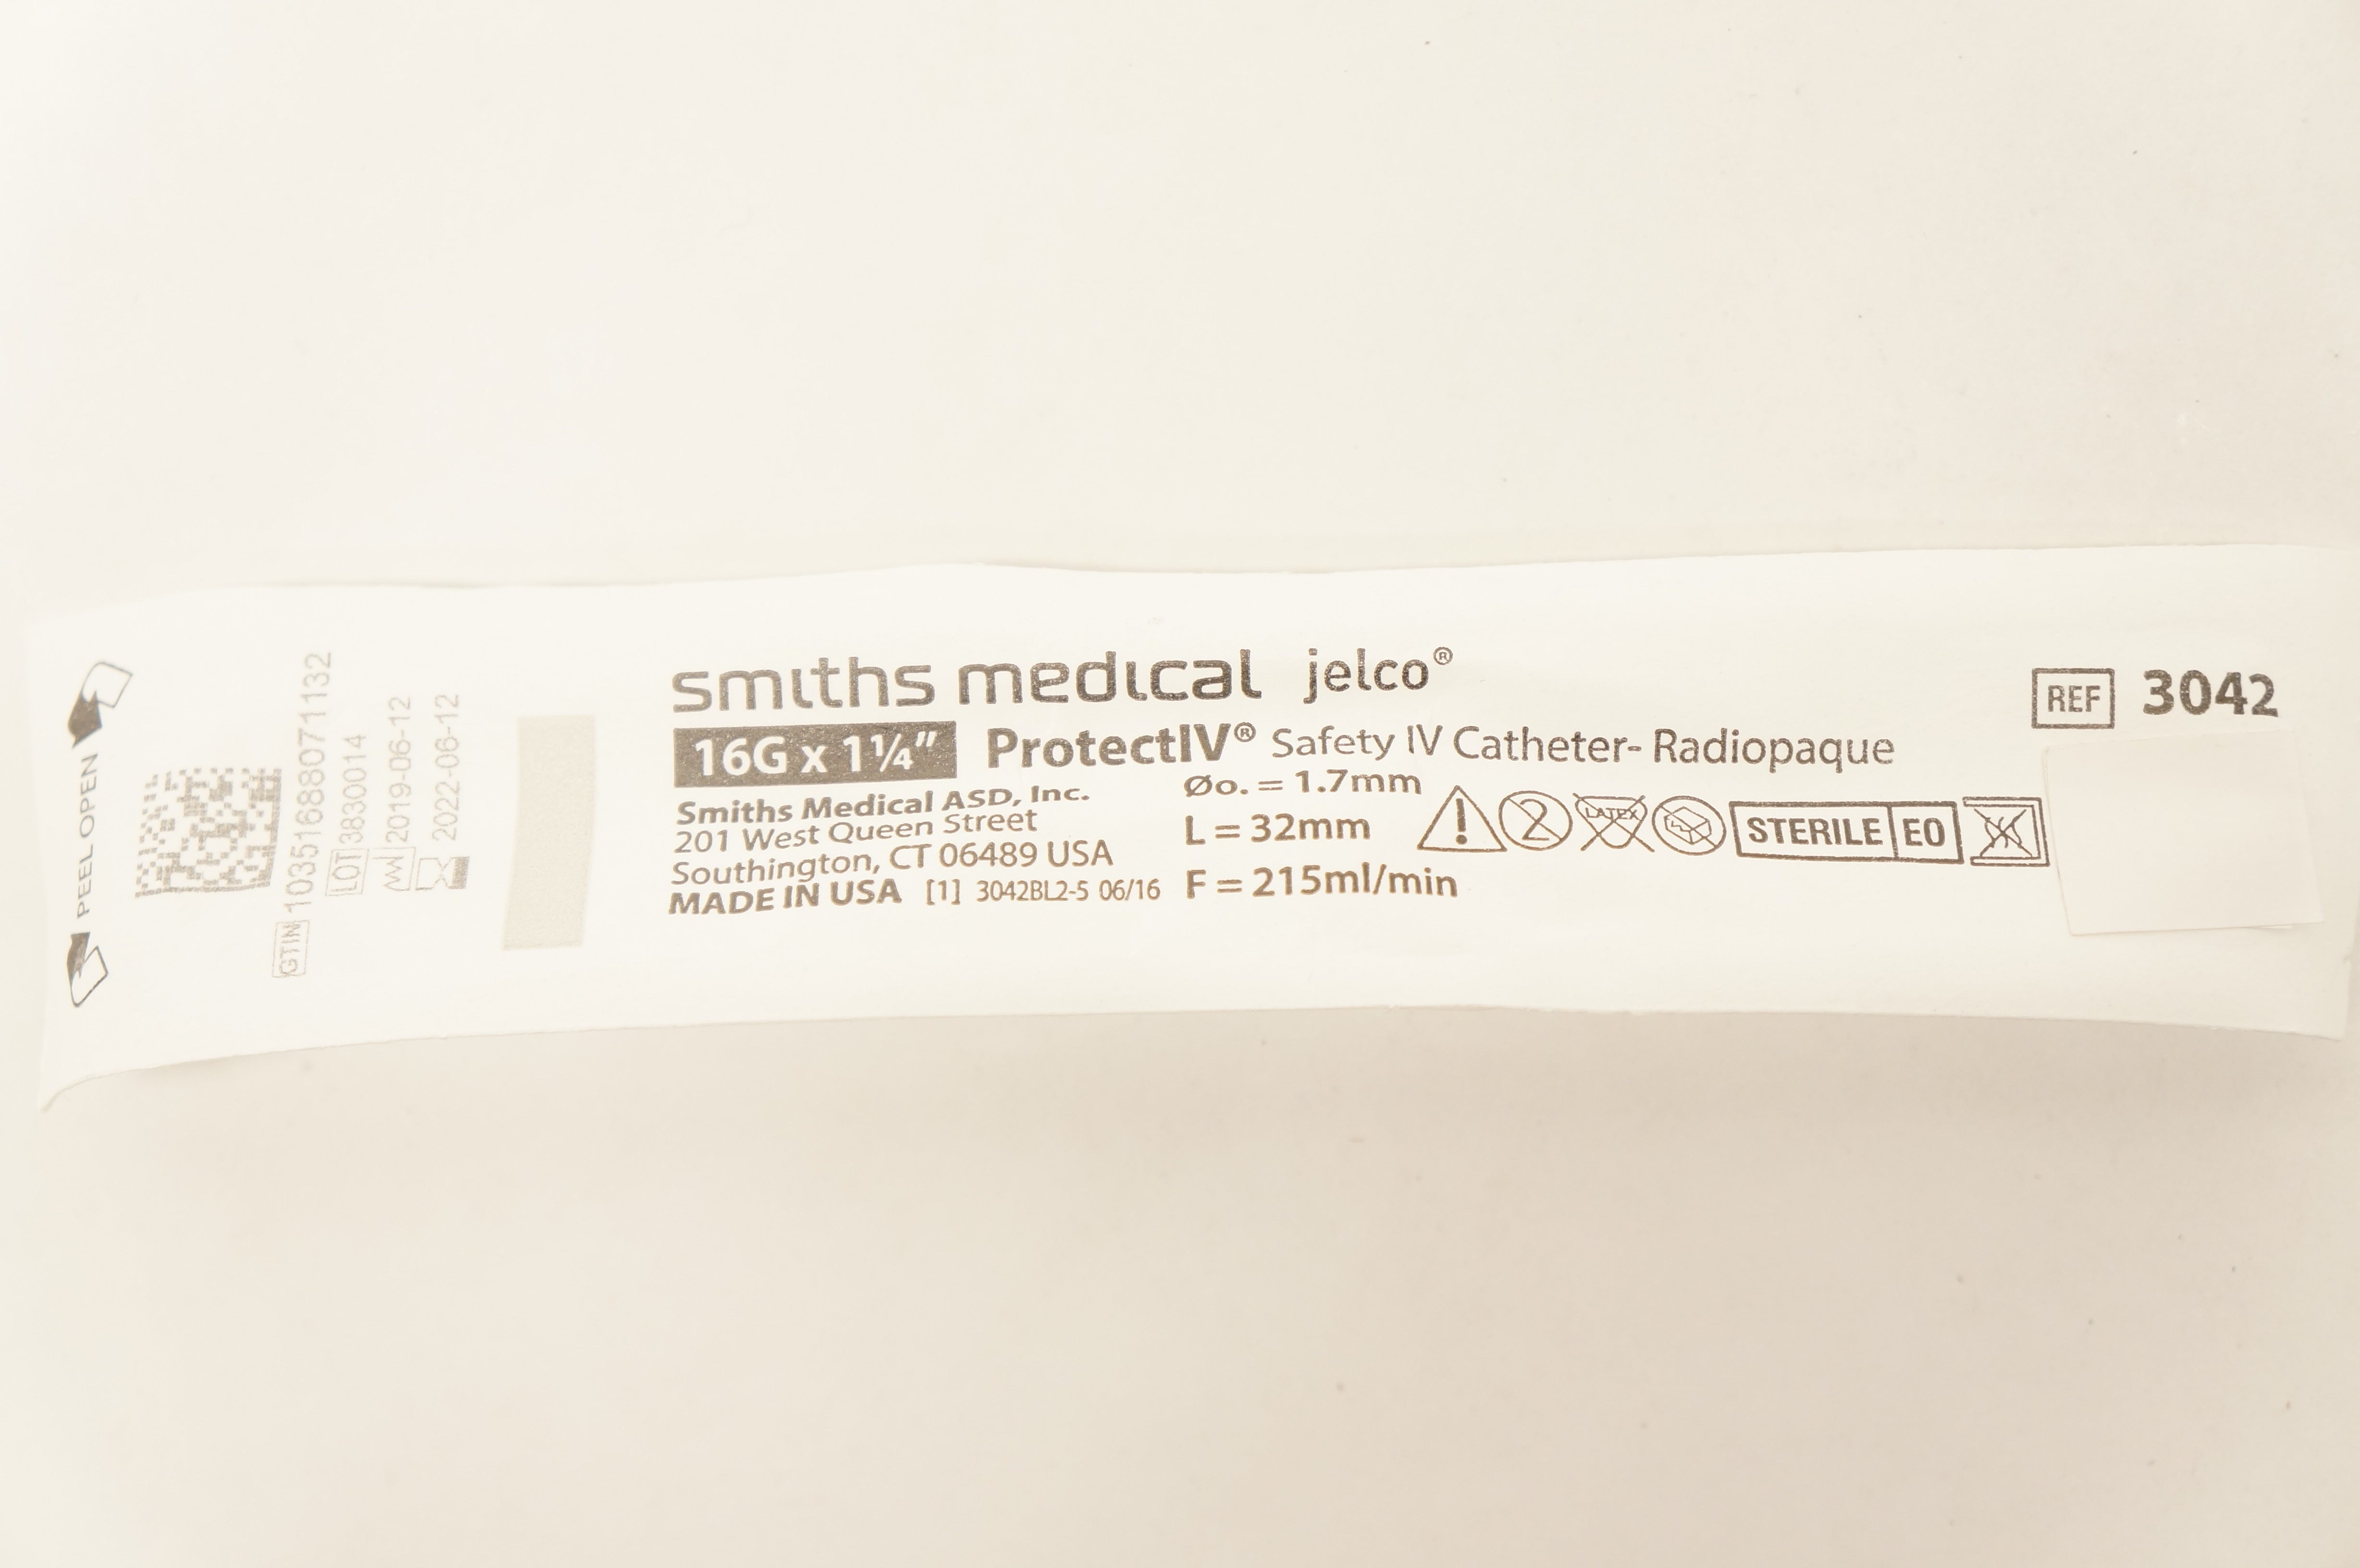 PEEL OPEN
GTIN 10351688071132
LOT 3830014
2019-06-12
2022-06-12
smiths medical jelco®
16G x 1¼" ProtectIV® Safety IV Catheter- Radiopaque
Smiths Medical ASD, Inc.
201 West Queen Street
Southington, CT 06489 USA
MADE IN USA [1] 3042BL2-5 06/16
Øo. = 1.7mm
L = 32mm
F = 215ml/min
2 LATEX STERILE EO
REF 3042